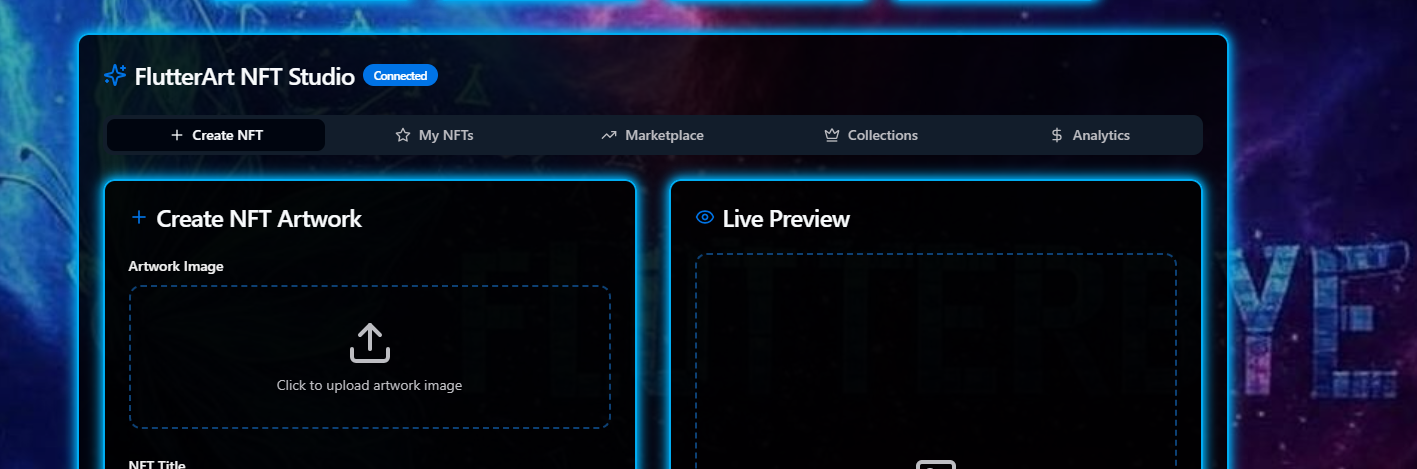 FlutterArt NFT Studio Connected
Create NFT My NFTs Marketplace Collections Analytics
Create NFT Artwork
Live Preview
Artwork Image
Click to upload artwork image
NFT Title
FLUTTERBYE